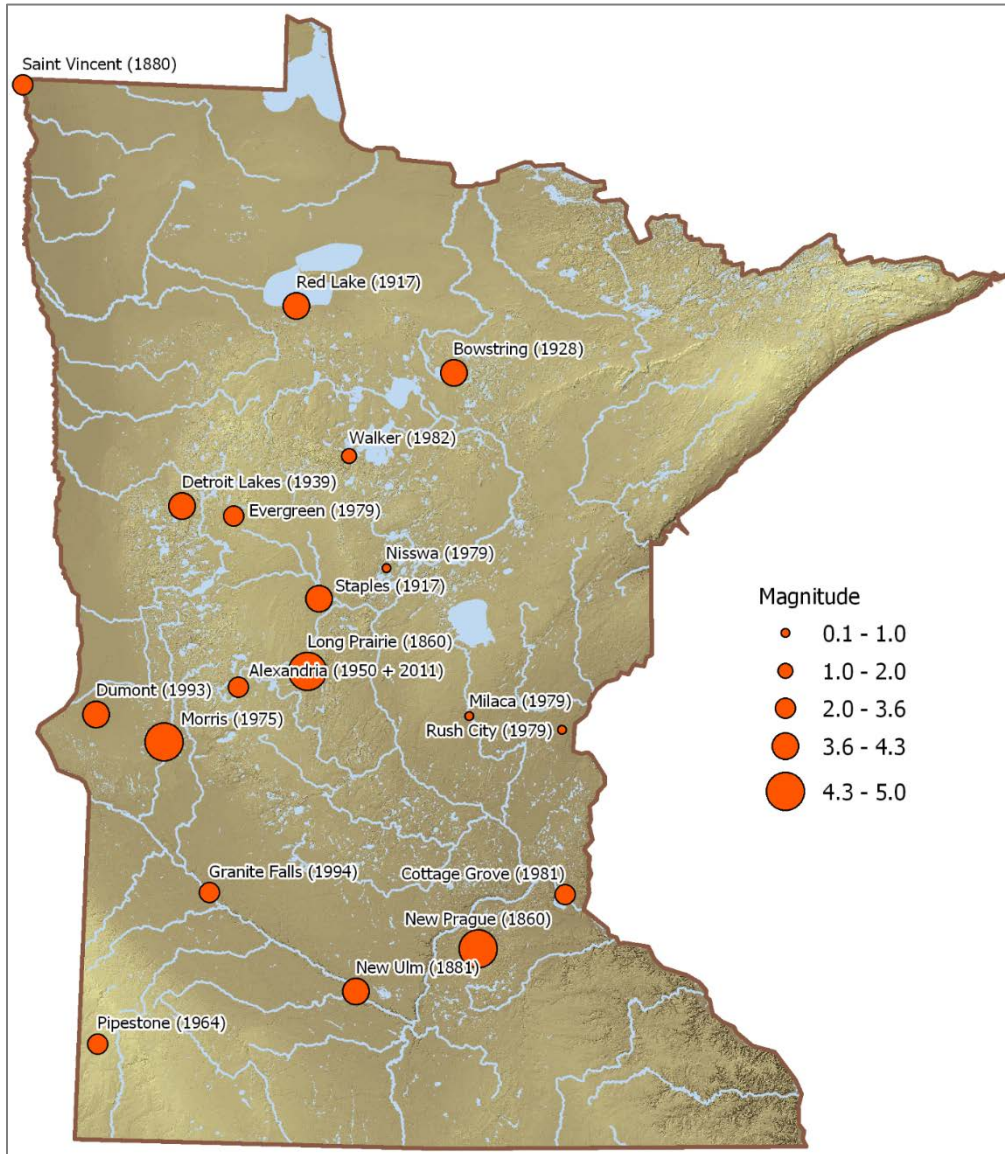 Saint Vincent (1880)
Red Lake (1917)
Bowstring (1928)
Walker (1982)
Detroit Lakes (1939)
Evergreen (1979)
Nisswa (1979)
Staples (1917)
Magnitude
0.1 - 1.0
1.0 - 2.0
2.0 - 3.6
3.6 - 4.3
4.3 - 5.0
Long Prairie (1860)
Alexandria (1950 + 2011)
Dumont (1993)
Morris (1975)
Milaca (1979)
Rush City (1979)
Granite Falls (1994)
Cottage Grove (1981)
New Prague (1860)
New Ulm (1881)
Pipestone (1964)